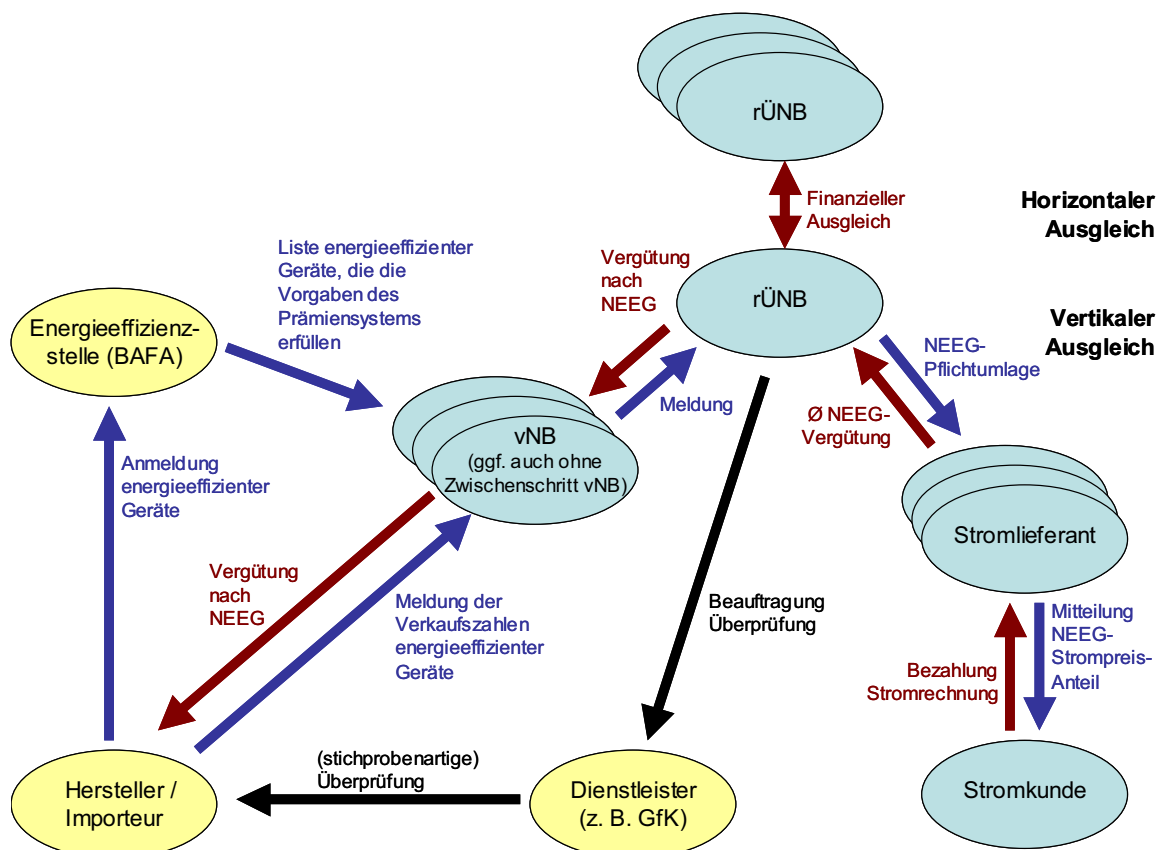 rÜNB
Finanzieller
Ausgleich
Horizontaler
Ausgleich
Liste energieeffizienter
Geräte, die die
Vorgaben des
Prämiensystems
erfüllen
Vergütung
nach
NEEG
rÜNB
Vertikaler
Ausgleich
Energieeffizienz-
stelle (BAFA)
NEEG-
Pflichtumlage
Meldung
Ø NEEG-
Vergütung
vNB
(ggf. auch ohne
Zwischenschritt vNB)
Anmeldung
energieeffizienter
Geräte
Stromlieferant
Vergütung
nach
NEEG
Meldung der
Verkaufszahlen
energieeffizienter
Geräte
Beauftragung
Überprüfung
Mitteilung
NEEG-
Strompreis-
Anteil
Bezahlung
Stromrechnung
(stichprobenartige)
Überprüfung
Hersteller /
Importeur
Dienstleister
(z. B. GfK)
Stromkunde